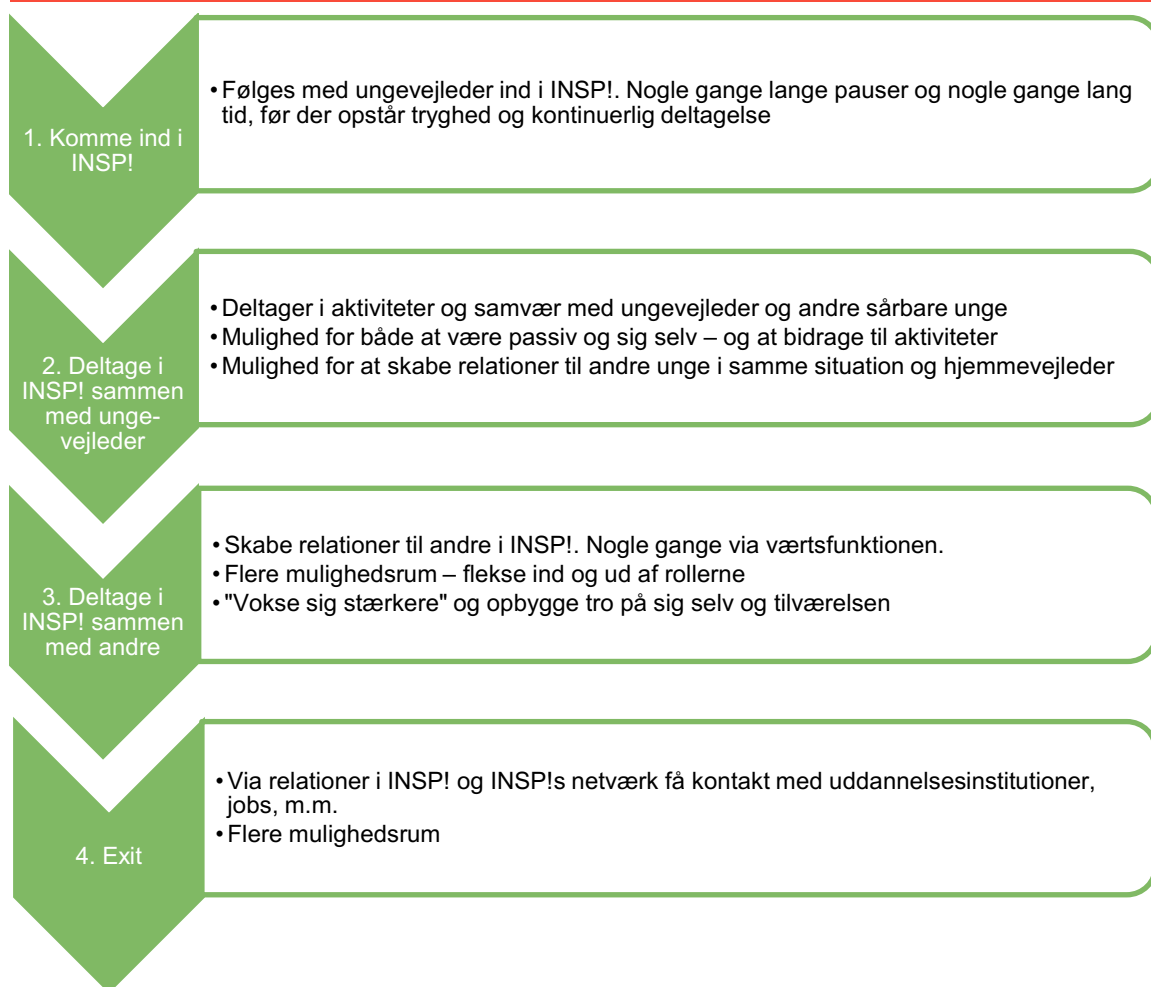 1. Komme ind i
INSP!
• Følges med ungevejleder ind i INSP!. Nogle gange lange pauser og nogle gange lang
tid, før der opstår tryghed og kontinuerlig deltagelse
2. Deltage i
INSP! sammen
med unge-
vejleder
• Deltager i aktiviteter og samvær med ungevejleder og andre sårbare unge
• Mulighed for både at være passiv og sig selv – og at bidrage til aktiviteter
• Mulighed for at skabe relationer til andre unge i samme situation og hjemmevejleder
3. Deltage i
INSP! sammen
med andre
• Skabe relationer til andre i INSP!. Nogle gange via værtsfunktionen.
• Flere mulighedsrum – flekse ind og ud af rollerne
• "Vokse sig stærkere" og opbygge tro på sig selv og tilværelsen
4. Exit
• Via relationer i INSP! og INSP!s netværk få kontakt med uddannelsesinstitutioner,
jobs, m.m.
• Flere mulighedsrum